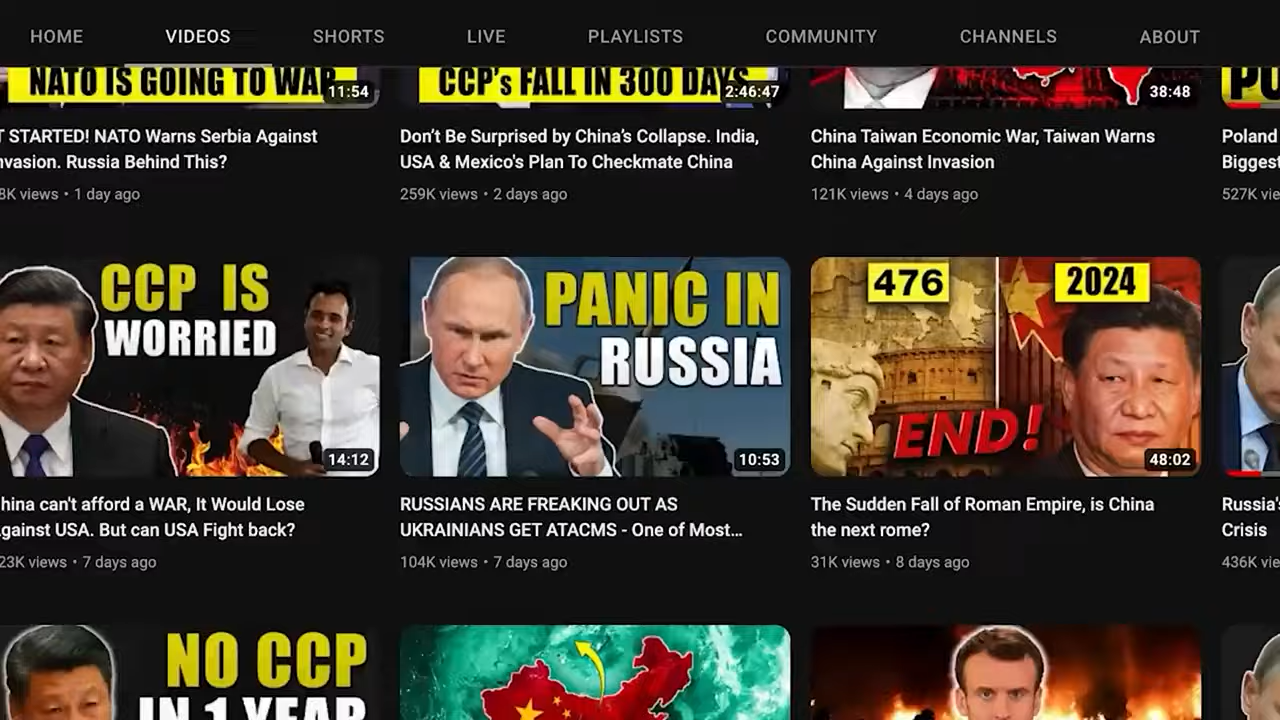 HOME
VIDEOS
SHORTS
LIVE
PLAYLISTS
COMMUNITY
CHANNELS
ABOUT
NATO IS GOING TO WAR
11:54
CCP's FALL IN 300 DAYS
2:46:47
38:48
T STARTED! NATO Warns Serbia Against
nvasion. Russia Behind This?
8K views • 1 day ago
Don't Be Surprised by China's Collapse. India,
USA & Mexico's Plan To Checkmate China
259K views • 2 days ago
China Taiwan Economic War, Taiwan Warns
China Against Invasion
121K views • 4 days ago
Poland
Biggest
527K vie
CCP IS
WORRIED
14:12
PANIC IN
RUSSIA
10:53
476
2024
END!
48:02
hina can't afford a WAR, It Would Lose
gainst USA. But can USA Fight back?
23K views • 7 days ago
RUSSIANS ARE FREAKING OUT AS
UKRAINIANS GET ATACMS - One of Most...
104K views • 7 days ago
The Sudden Fall of Roman Empire, is China
the next rome?
31K views • 8 days ago
Russia's
Crisis
436K vie
NO CCP
IN 1 YEAR